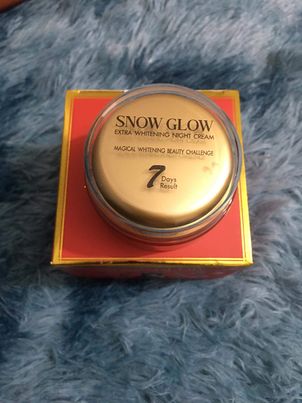 SNOW GLOW
EXTRA WHITENING NIGHT CREAM
MAGICAL WHITENING BEAUTY CHALLENGE
7 Days
Result